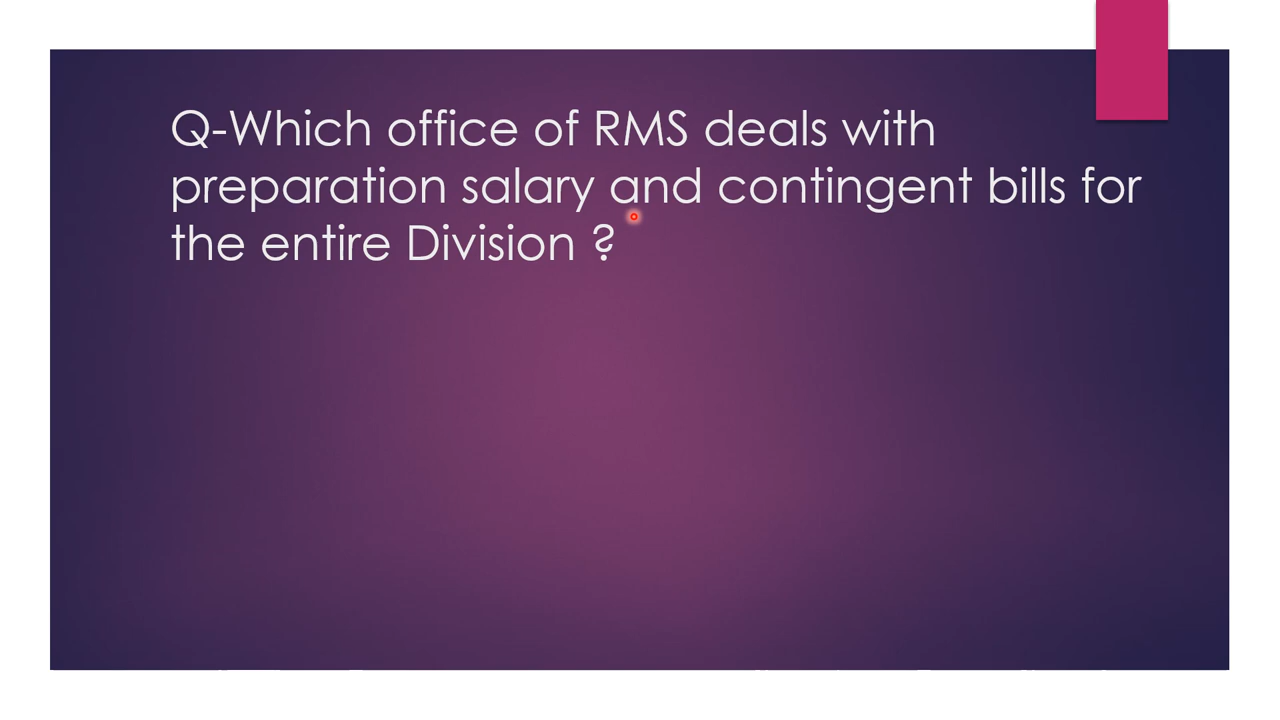 Q-Which office of RMS deals with
preparation salary and contingent bills for
the entire Division ?